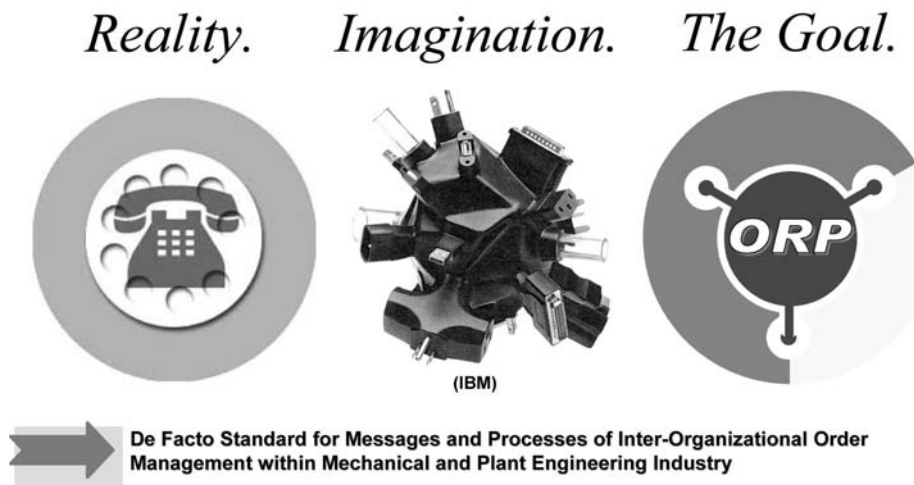 Reality. Imagination. The Goal.
ORP
(IBM)
De Facto Standard for Messages and Processes of Inter-Organizational Order
Management within Mechanical and Plant Engineering Industry